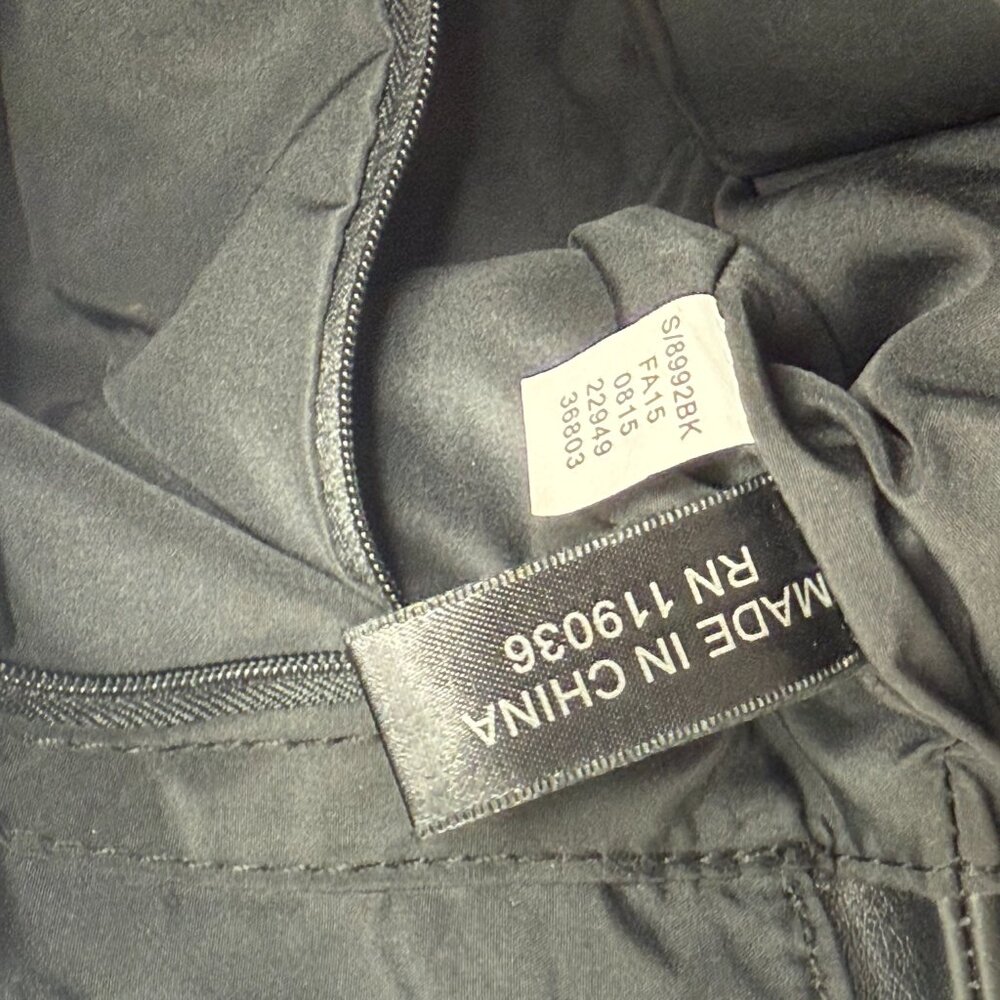 S/8992BK
FA15
0815
22949
36803
MADE IN CHINA
RN 119036